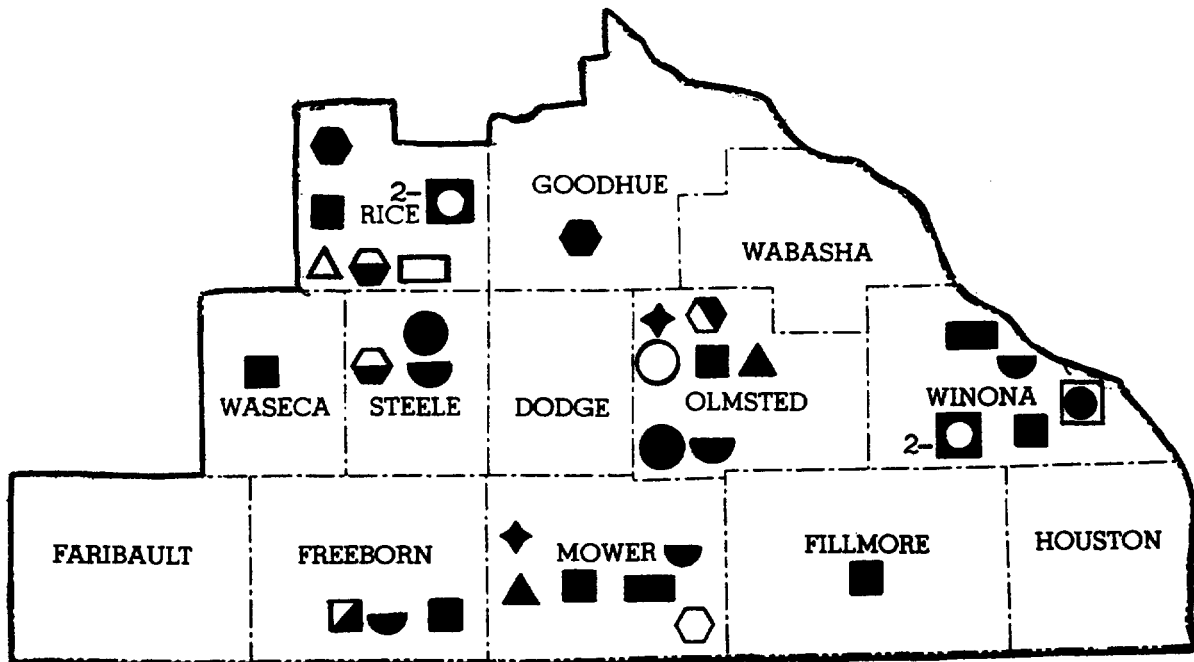 GOODHUE
2-
RICE
WABASHA
WASECA
STEELE
DODGE
OLMSTED
WINONA
2-
FARIBAULT
FREEBORN
MOWER
FILLMORE
HOUSTON